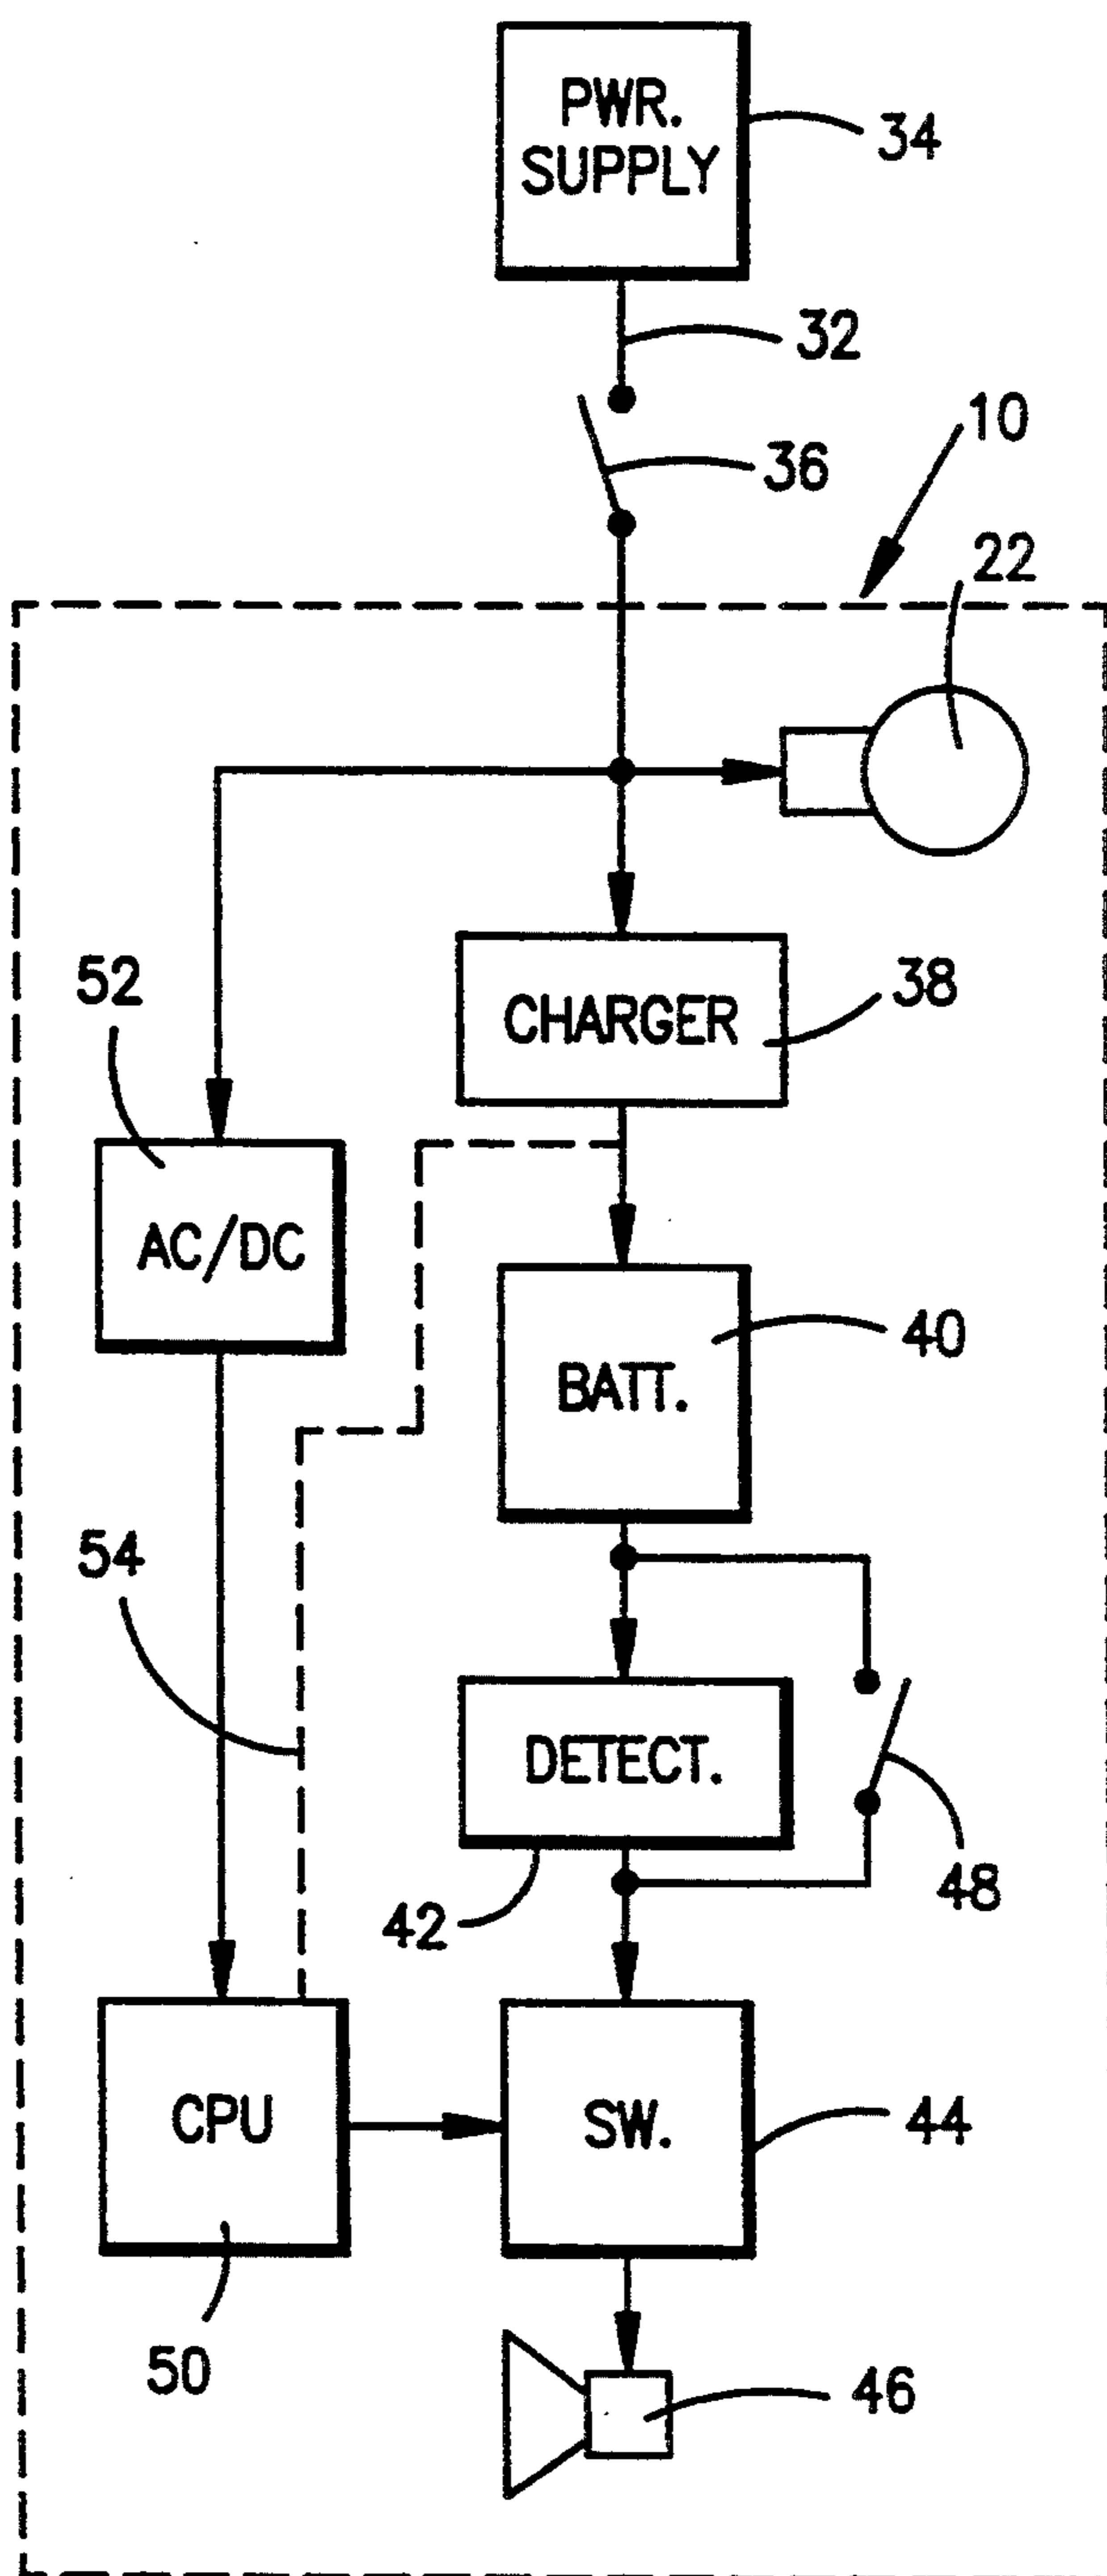 PWR.
SUPPLY
34
32
10
36
22
52
CHARGER
38
AC/DC
40
BATT.
54
DETECT.
48
42
CPU
SW.
44
50
46